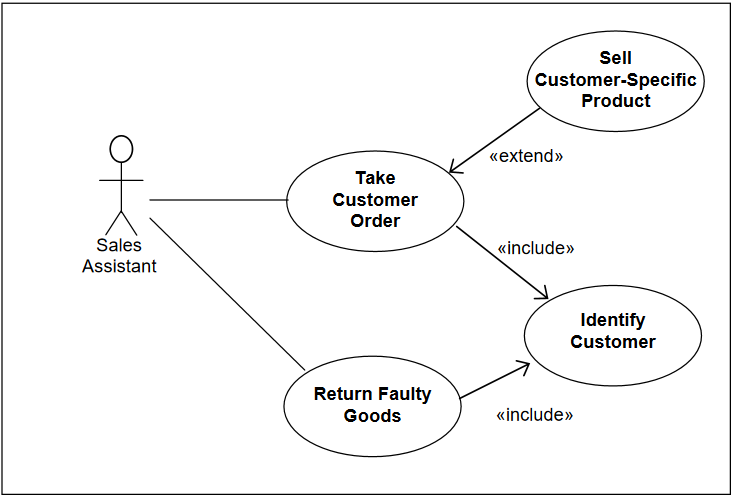 Sell
Customer-Specific
Product
«extend»
Take
Customer
Order
Sales
Assistant
«include»
Identify
Customer
Return Faulty
Goods
«include»